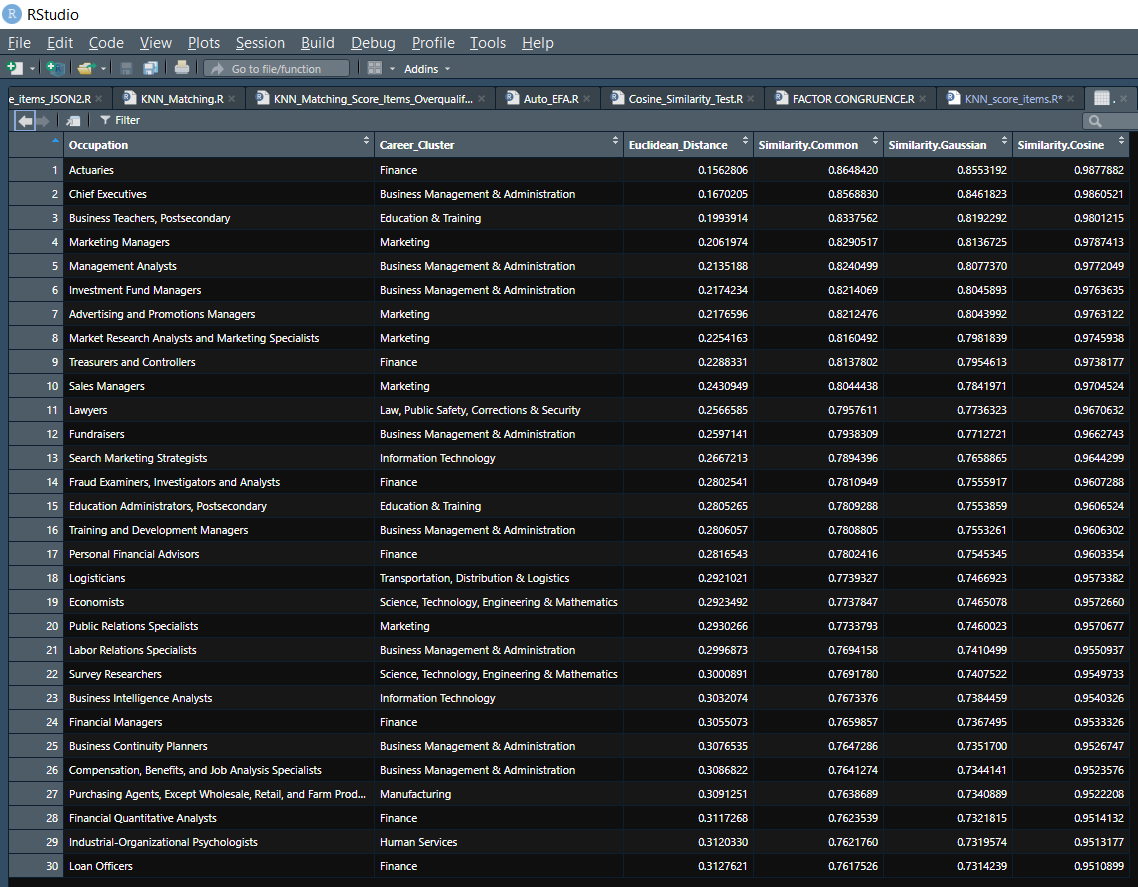 R RStudio
File Edit Code View Plots Session Build Debug Profile Tools Help
Go to file/function Addins
e_items_JSON2.R KNN_Matching.R KNN_Matching_Score_Items_Overqualif... Auto_EFA.R Cosine_Similarity_Test.R FACTOR CONGRUENCE.R KNN_score_items.R* .
Filter
Occupation Career_Cluster Euclidean_Distance Similarity.Common Similarity.Gaussian Similarity.Cosine
1 Actuaries Finance 0.1562806 0.8648420 0.8553192 0.9877882
2 Chief Executives Business Management & Administration 0.1670205 0.8568830 0.8461823 0.9860521
3 Business Teachers, Postsecondary Education & Training 0.1993914 0.8337562 0.8192292 0.9801215
4 Marketing Managers Marketing 0.2061974 0.8290517 0.8136725 0.9787413
5 Management Analysts Business Management & Administration 0.2135188 0.8240499 0.8077370 0.9772049
6 Investment Fund Managers Business Management & Administration 0.2174234 0.8214069 0.8045893 0.9763635
7 Advertising and Promotions Managers Marketing 0.2176596 0.8212476 0.8043992 0.9763122
8 Market Research Analysts and Marketing Specialists Marketing 0.2254163 0.8160492 0.7981839 0.9745938
9 Treasurers and Controllers Finance 0.2288331 0.8137802 0.7954613 0.9738177
10 Sales Managers Marketing 0.2430949 0.8044438 0.7841971 0.9704524
11 Lawyers Law, Public Safety, Corrections & Security 0.2566585 0.7957611 0.7736323 0.9670632
12 Fundraisers Business Management & Administration 0.2597141 0.7938309 0.7712721 0.9662743
13 Search Marketing Strategists Information Technology 0.2667213 0.7894396 0.7658865 0.9644299
14 Fraud Examiners, Investigators and Analysts Finance 0.2802541 0.7810949 0.7555917 0.9607288
15 Education Administrators, Postsecondary Education & Training 0.2805265 0.7809288 0.7553859 0.9606524
16 Training and Development Managers Business Management & Administration 0.2806057 0.7808805 0.7553261 0.9606302
17 Personal Financial Advisors Finance 0.2816543 0.7802416 0.7545345 0.9603354
18 Logisticians Transportation, Distribution & Logistics 0.2921021 0.7739327 0.7466923 0.9573382
19 Economists Science, Technology, Engineering & Mathematics 0.2923492 0.7737847 0.7465078 0.9572660
20 Public Relations Specialists Marketing 0.2930266 0.7733793 0.7460023 0.9570677
21 Labor Relations Specialists Business Management & Administration 0.2996873 0.7694158 0.7410499 0.9550937
22 Survey Researchers Science, Technology, Engineering & Mathematics 0.3000891 0.7691780 0.7407522 0.9549733
23 Business Intelligence Analysts Information Technology 0.3032074 0.7673376 0.7384459 0.9540326
24 Financial Managers Finance 0.3055073 0.7659857 0.7367495 0.9533326
25 Business Continuity Planners Business Management & Administration 0.3076535 0.7647286 0.7351700 0.9526747
26 Compensation, Benefits, and Job Analysis Specialists Business Management & Administration 0.3086822 0.7641274 0.7344141 0.9523576
27 Purchasing Agents, Except Wholesale, Retail, and Farm Prod... Manufacturing 0.3091251 0.7638689 0.7340889 0.9522208
28 Financial Quantitative Analysts Finance 0.3117268 0.7623539 0.7321815 0.9514132
29 Industrial-Organizational Psychologists Human Services 0.3120330 0.7621760 0.7319574 0.9513177
30 Loan Officers Finance 0.3127621 0.7617526 0.7314239 0.9510899